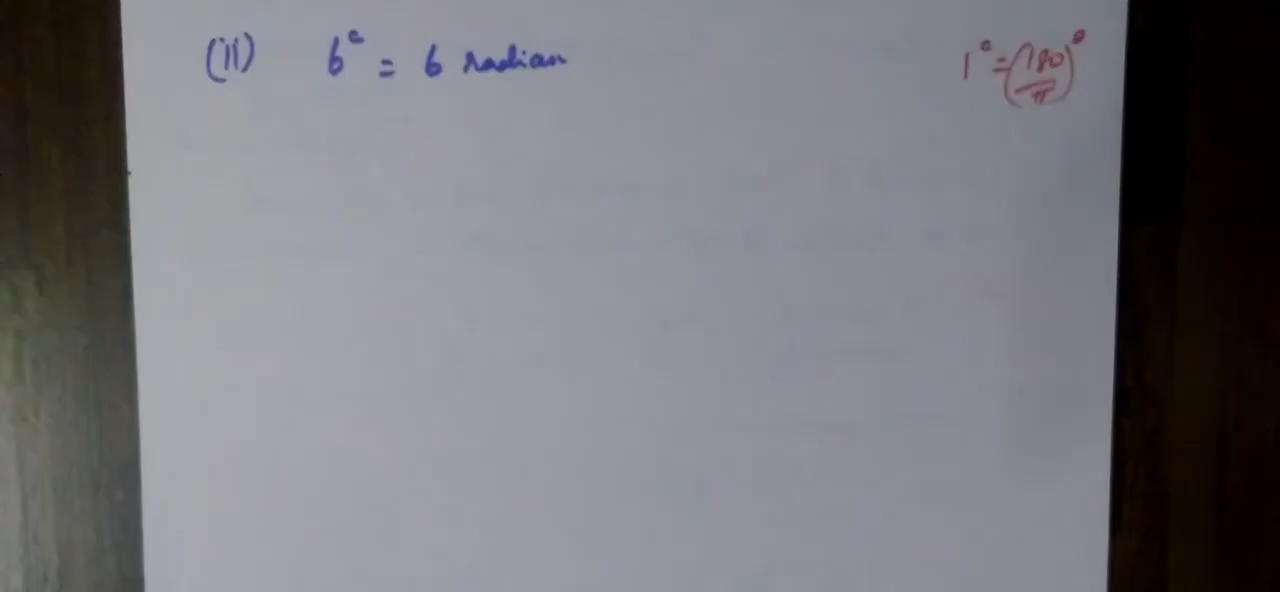 (ii) 6ᶜ = 6 radian
1ᶜ = (180/π)°